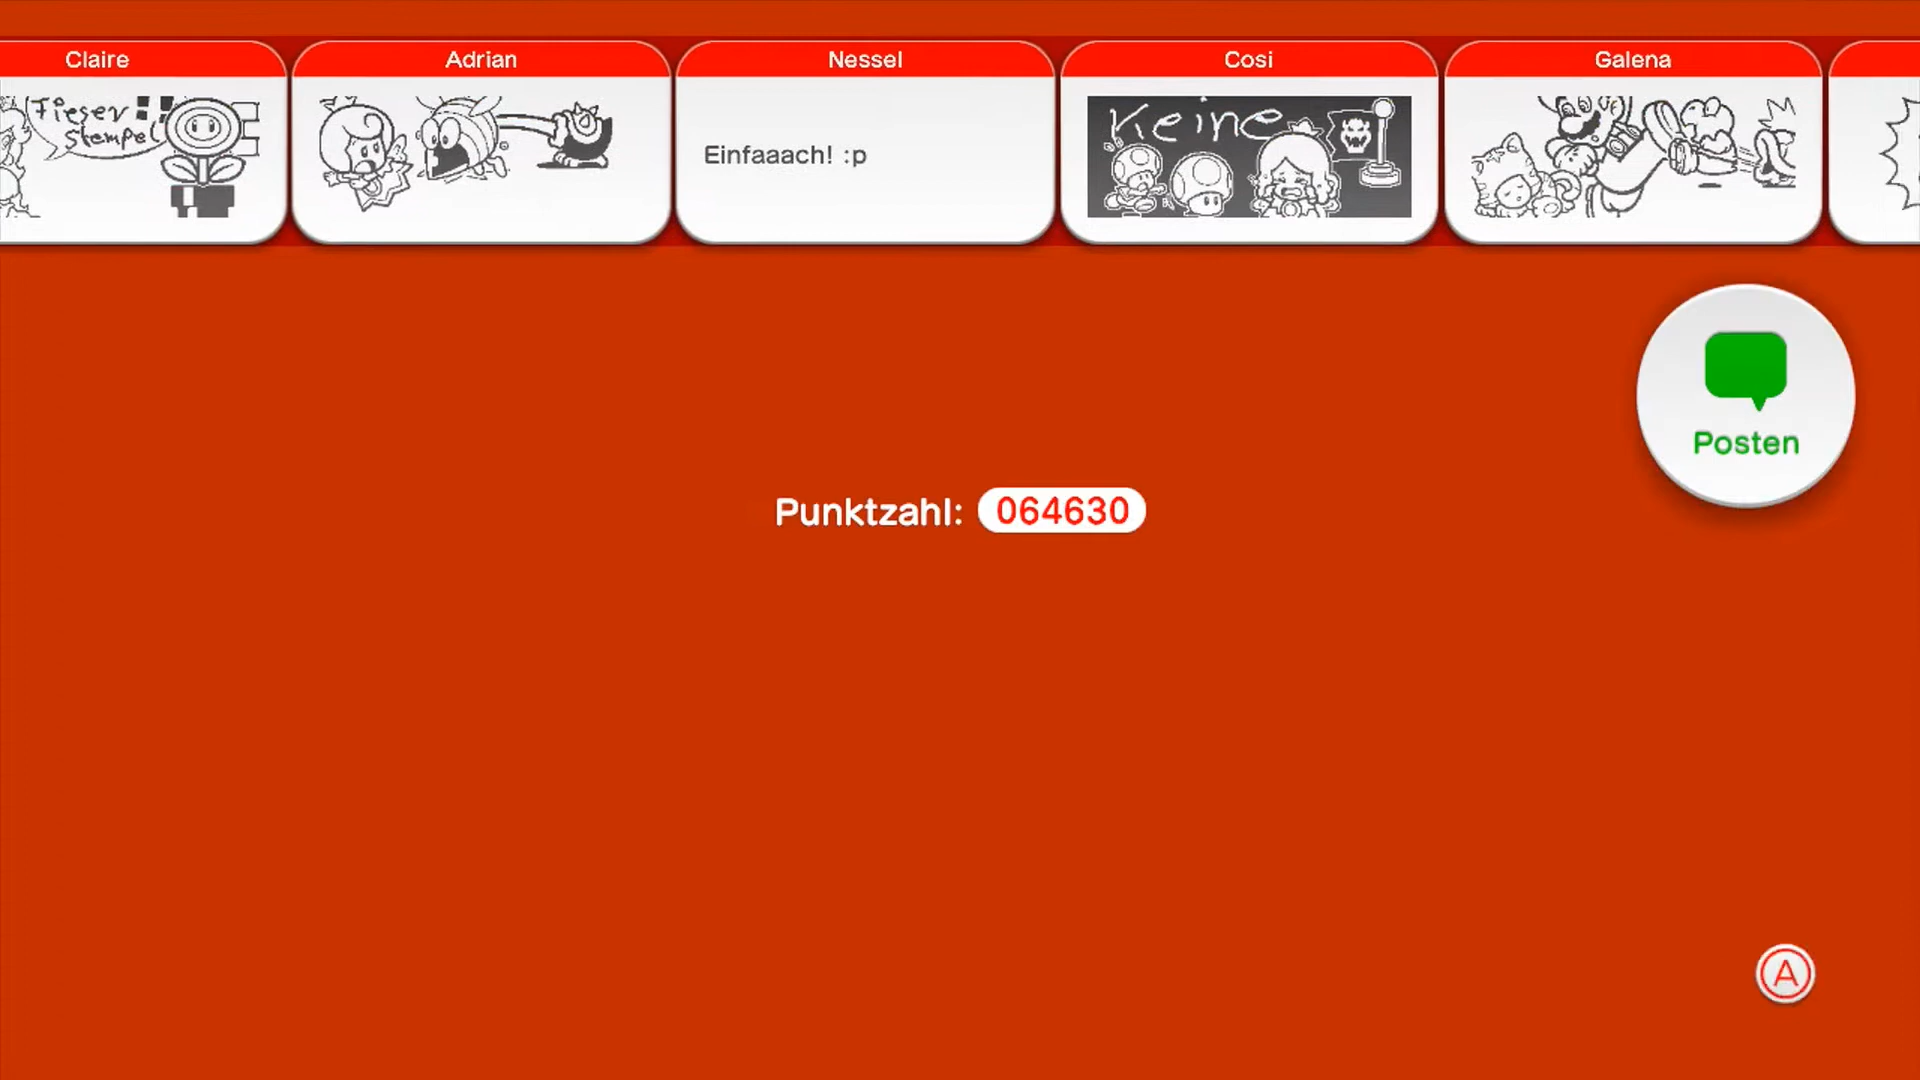 Claire
Adrian
Nessel
Cosi
Galena
Fieser
Stempel
Einfaaach! :p
Keine
Posten
Punktzahl: 064630
A